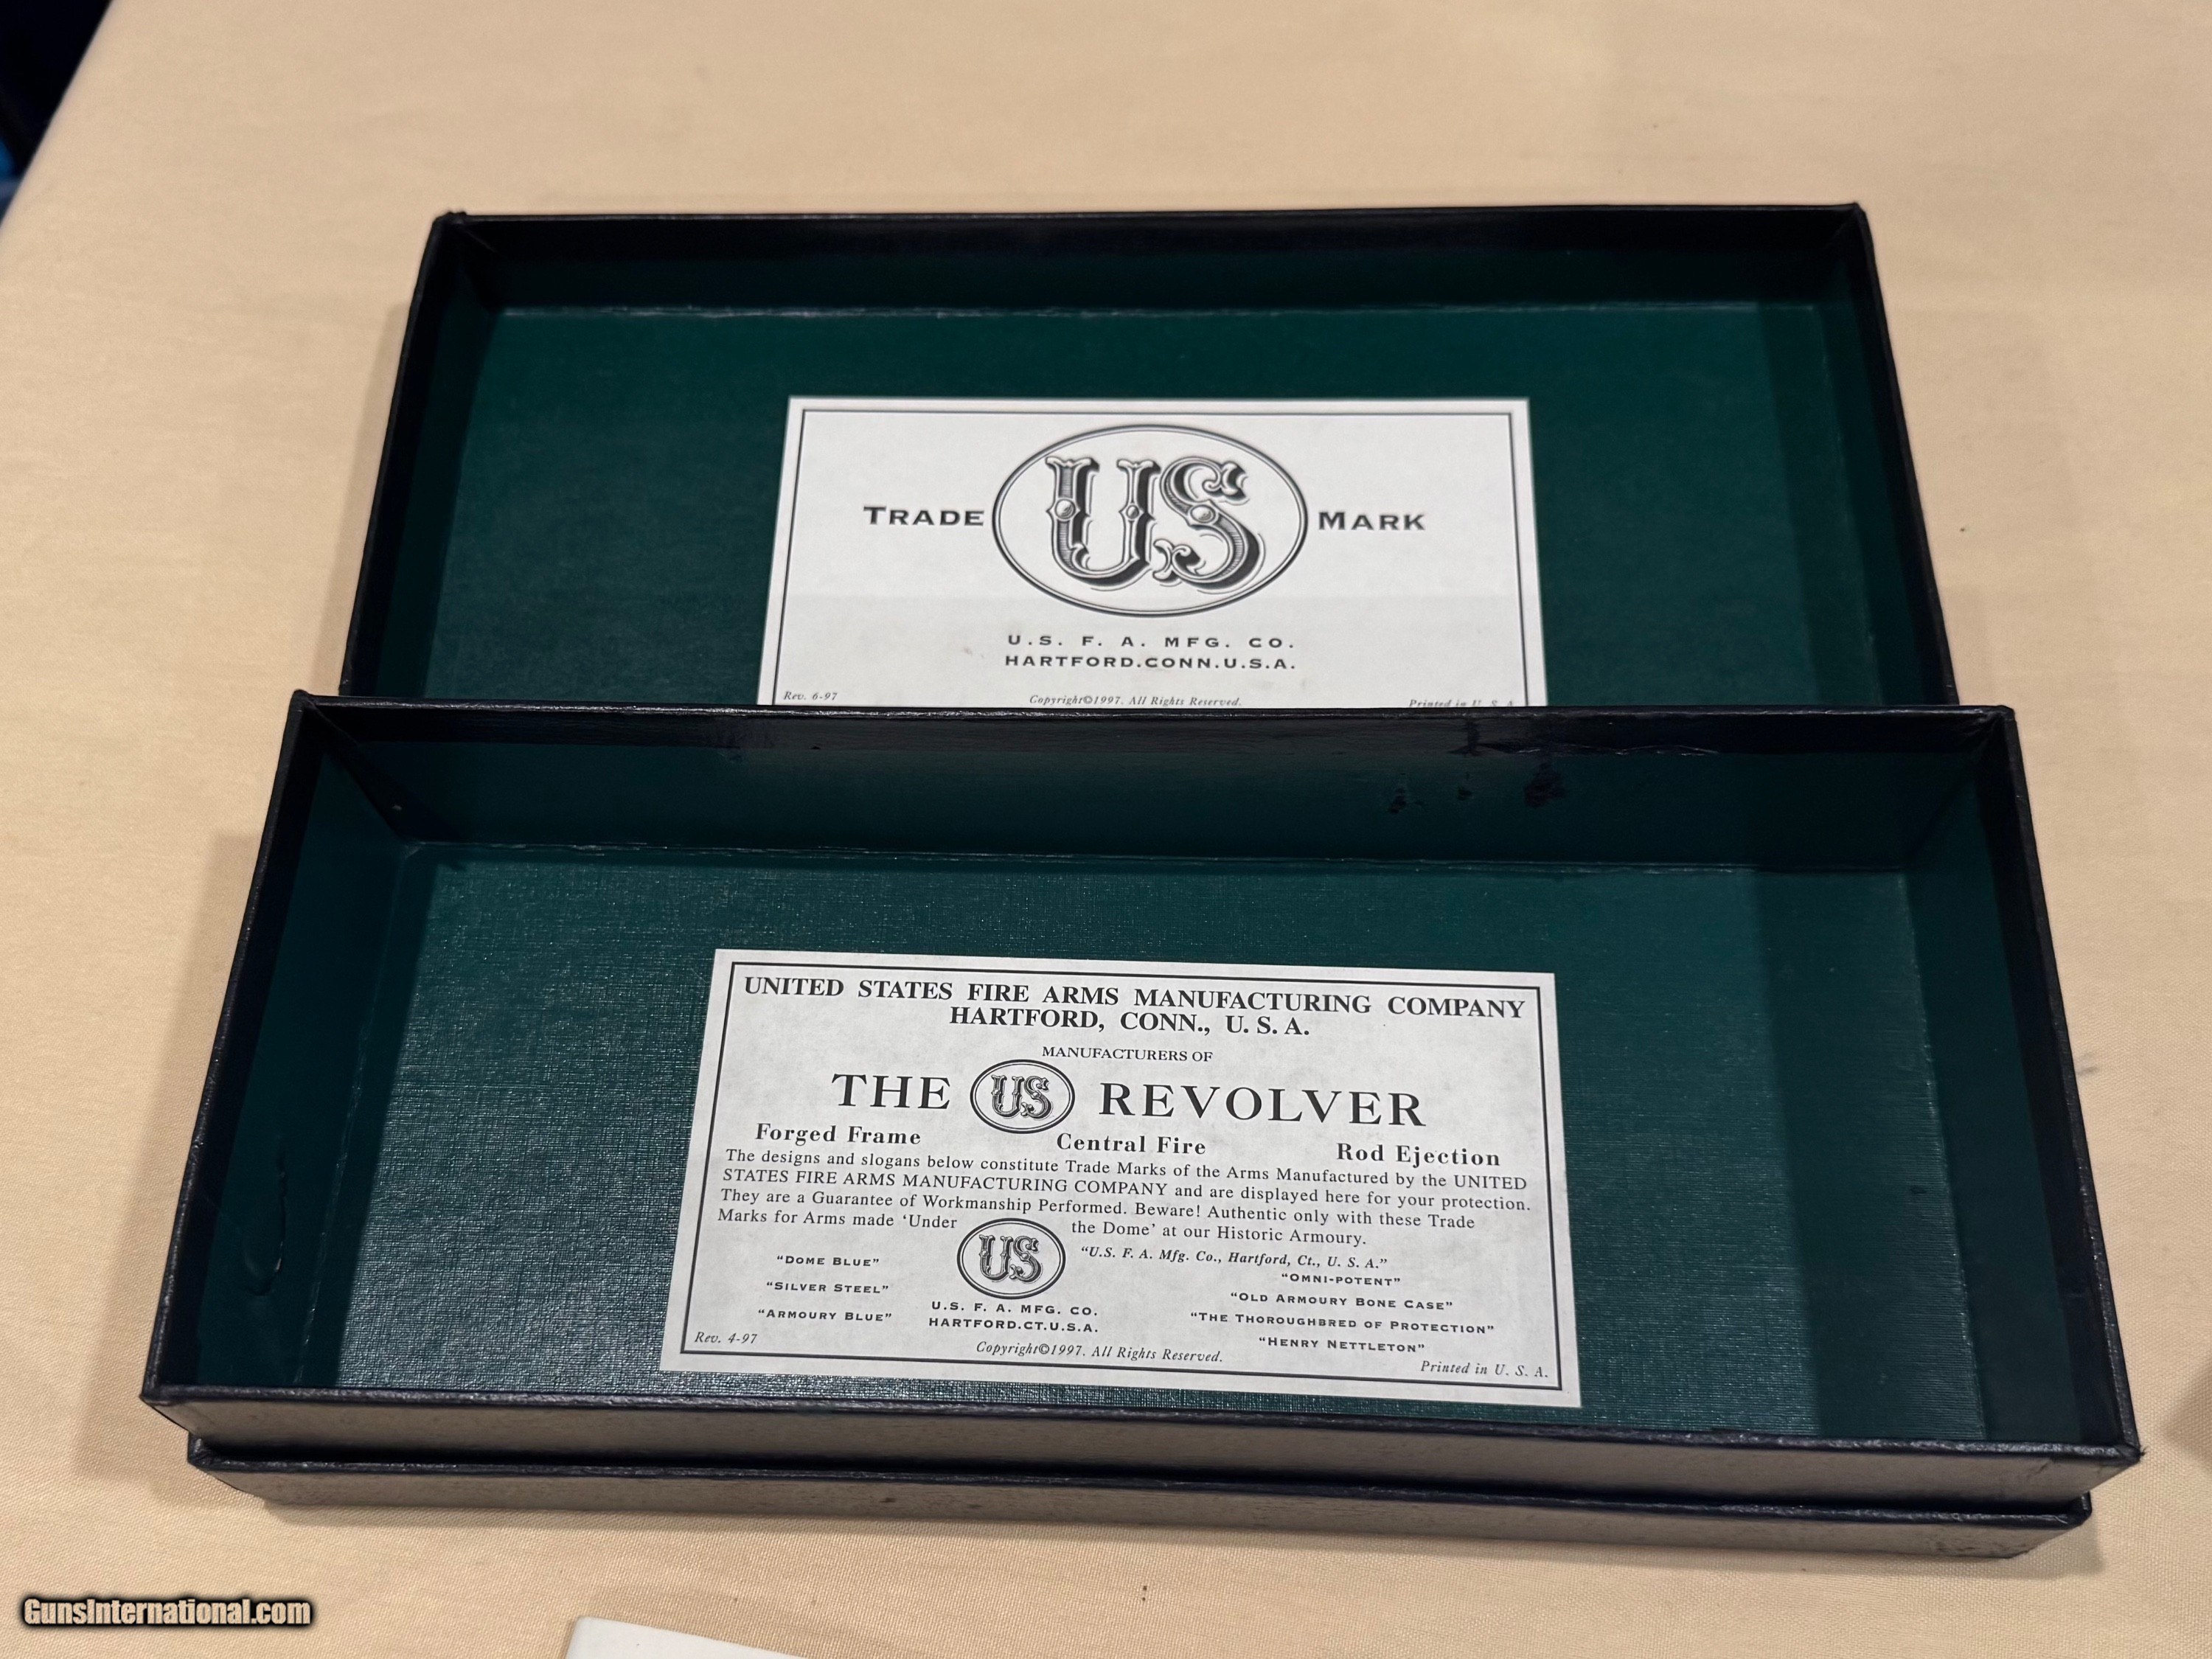 TRADE US MARK
U.S. F. A. MFG. CO.
HARTFORD.CONN.U.S.A.
Rev. 6-97 Copyright©1997. All Rights Reserved. Printed in U. S. A
UNITED STATES FIRE ARMS MANUFACTURING COMPANY
HARTFORD, CONN., U. S. A.
MANUFACTURERS OF
THE US REVOLVER
Forged Frame Central Fire Rod Ejection
The designs and slogans below constitute Trade Marks of the Arms Manufactured by the UNITED
STATES FIRE ARMS MANUFACTURING COMPANY and are displayed here for your protection.
They are a Guarantee of Workmanship Performed. Beware! Authentic only with these Trade
Marks for Arms made ‘Under the Dome’ at our Historic Armoury.
US
"U.S. F. A. Mfg. Co., Hartford, Ct., U. S. A."
"DOME BLUE" "OMNI-POTENT"
"SILVER STEEL" "OLD ARMOURY BONE CASE"
"ARMOURY BLUE" U.S. F. A. MFG. CO. "THE THOROUGHBRED OF PROTECTION"
HARTFORD.CT.U.S.A. "HENRY NETTLETON"
Rev. 4-97 Copyright©1997. All Rights Reserved. Printed in U. S. A.
GunsInternational.com